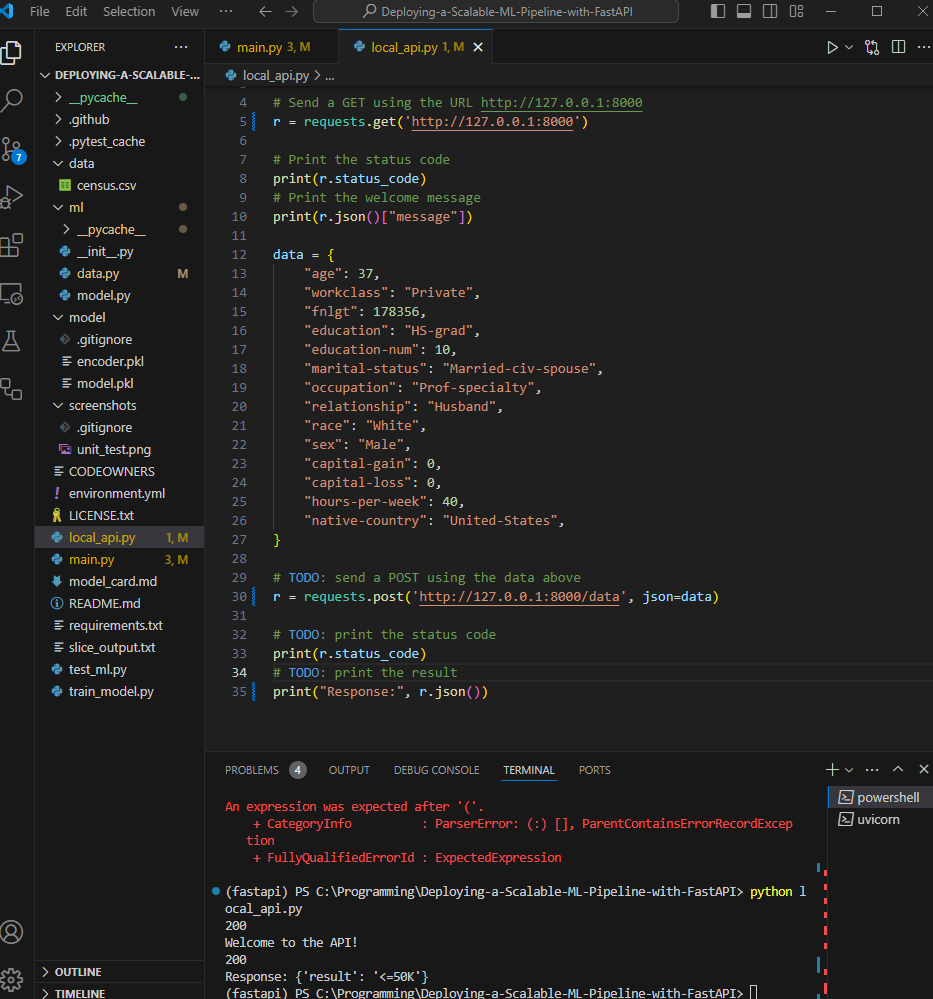 File Edit Selection View ··· Deploying-a-Scalable-ML-Pipeline-with-FastAPI
EXPLORER ···
DEPLOYING-A-SCALABLE-...
__pycache__
.github
.pytest_cache
data
census.csv
ml
__pycache__
__init__.py
data.py M
model.py
model
.gitignore
encoder.pkl
model.pkl
screenshots
.gitignore
unit_test.png
CODEOWNERS
! environment.yml
LICENSE.txt
local_api.py 1, M
main.py 3, M
model_card.md
README.md
requirements.txt
slice_output.txt
test_ml.py
train_model.py
OUTLINE
TIMELINE
7
main.py 3, M local_api.py 1, M
local_api.py > ...
4 # Send a GET using the URL http://127.0.0.1:8000
5 r = requests.get('http://127.0.0.1:8000')
6
7 # Print the status code
8 print(r.status_code)
9 # Print the welcome message
10 print(r.json()["message"])
11
12 data = {
13 "age": 37,
14 "workclass": "Private",
15 "fnlgt": 178356,
16 "education": "HS-grad",
17 "education-num": 10,
18 "marital-status": "Married-civ-spouse",
19 "occupation": "Prof-specialty",
20 "relationship": "Husband",
21 "race": "White",
22 "sex": "Male",
23 "capital-gain": 0,
24 "capital-loss": 0,
25 "hours-per-week": 40,
26 "native-country": "United-States",
27 }
28
29 # TODO: send a POST using the data above
30 r = requests.post('http://127.0.0.1:8000/data', json=data)
31
32 # TODO: print the status code
33 print(r.status_code)
34 # TODO: print the result
35 print("Response:", r.json())
PROBLEMS 4 OUTPUT DEBUG CONSOLE TERMINAL PORTS
powershell
uvicorn
An expression was expected after '('.
+ CategoryInfo : ParserError: (:) [], ParentContainsErrorRecordExcep
tion
+ FullyQualifiedErrorId : ExpectedExpression
(fastapi) PS C:\Programming\Deploying-a-Scalable-ML-Pipeline-with-FastAPI> python l
ocal_api.py
200
Welcome to the API!
200
Response: {'result': '<=50K'}
(fastapi) PS C:\Programming\Deploying-a-Scalable-ML-Pipeline-with-FastAPI>